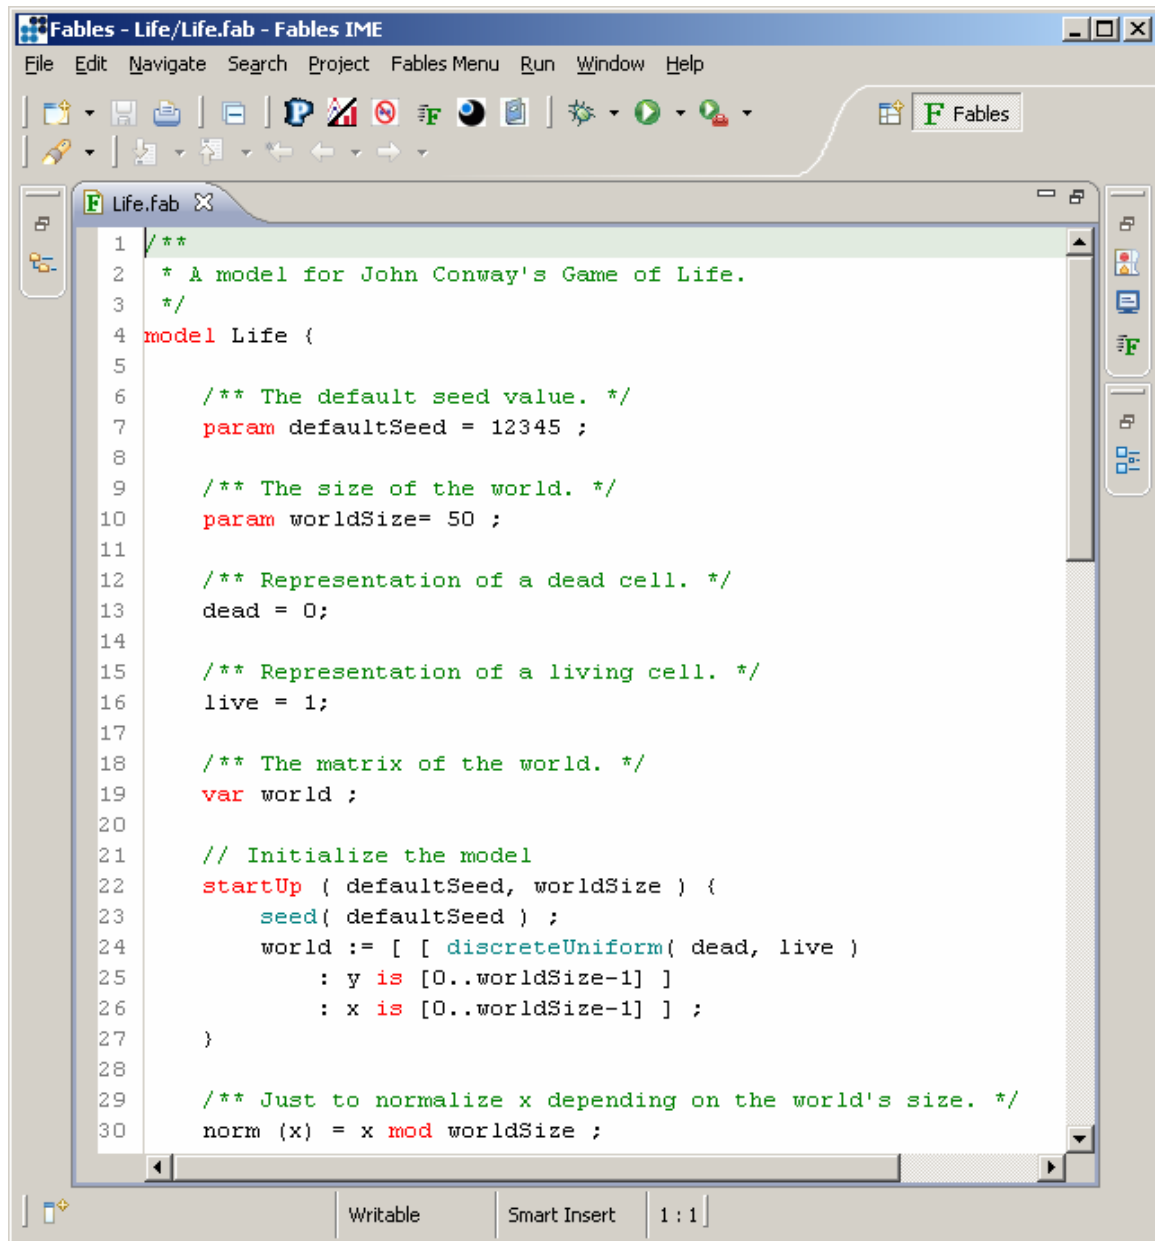 Fables - Life/Life.fab - Fables IME
File Edit Navigate Search Project Fables Menu Run Window Help
F Fables
Life.fab
1 /**
2 * A model for John Conway's Game of Life.
3 */
4 model Life {
5
6 /** The default seed value. */
7 param defaultSeed = 12345 ;
8
9 /** The size of the world. */
10 param worldSize= 50 ;
11
12 /** Representation of a dead cell. */
13 dead = 0;
14
15 /** Representation of a living cell. */
16 live = 1;
17
18 /** The matrix of the world. */
19 var world ;
20
21 // Initialize the model
22 startUp ( defaultSeed, worldSize ) {
23 seed( defaultSeed ) ;
24 world := [ [ discreteUniform( dead, live )
25 : y is [0..worldSize-1] ]
26 : x is [0..worldSize-1] ] ;
27 }
28
29 /** Just to normalize x depending on the world's size. */
30 norm (x) = x mod worldSize ;
Writable Smart Insert 1 : 1